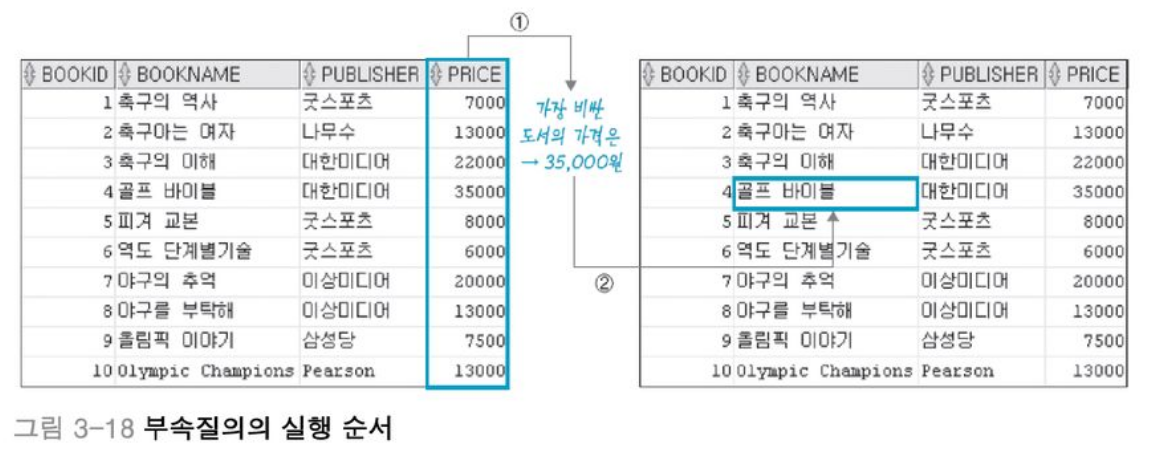 ①
BOOKID BOOKNAME PUBLISHER PRICE
1 축구의 역사 굿스포츠 7000
2 축구아는 여자 나무수 13000
3 축구의 이해 대한미디어 22000
4 골프 바이블 대한미디어 35000
5 피겨 교본 굿스포츠 8000
6 역도 단계별기술 굿스포츠 6000
7 야구의 추억 이상미디어 20000
8 야구를 부탁해 이상미디어 13000
9 올림픽 이야기 삼성당 7500
10 Olympic Champions Pearson 13000
가장 비싼
도서의 가격은
→ 35,000원
②
BOOKID BOOKNAME PUBLISHER PRICE
1 축구의 역사 굿스포츠 7000
2 축구아는 여자 나무수 13000
3 축구의 이해 대한미디어 22000
4 골프 바이블 대한미디어 35000
5 피겨 교본 굿스포츠 8000
6 역도 단계별기술 굿스포츠 6000
7 야구의 추억 이상미디어 20000
8 야구를 부탁해 이상미디어 13000
9 올림픽 이야기 삼성당 7500
10 Olympic Champions Pearson 13000
그림 3-18 부속질의의 실행 순서